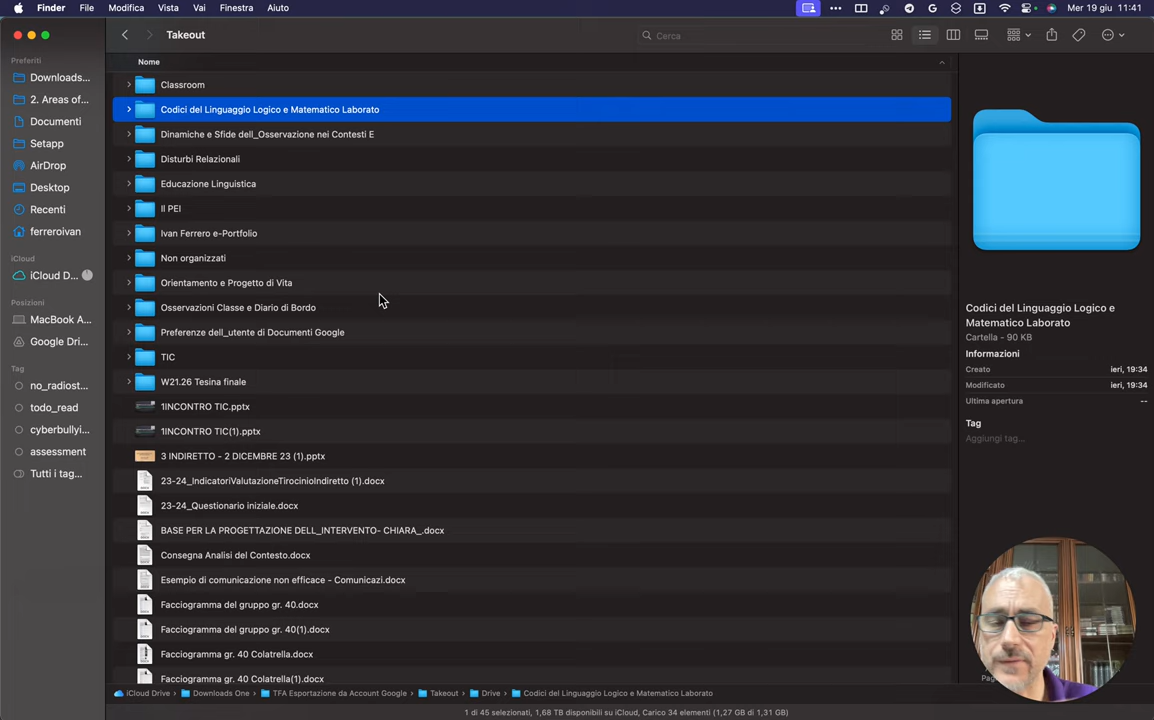 Finder File Modifica Vista Vai Finestra Aiuto
Mer 19 giu 11:41
Takeout
Cerca
Preferiti
Downloads...
2. Areas of...
Documenti
Setapp
AirDrop
Desktop
Recenti
ferreroivan
iCloud
iCloud D...
Posizioni
MacBook A...
Google Dri...
Tag
no_radiost...
todo_read
cyberbullyi...
assessment
Tutti i tag...
Nome
Classroom
Codici del Linguaggio Logico e Matematico Laborato
Dinamiche e Sfide dell_Osservazione nei Contesti E
Disturbi Relazionali
Educazione Linguistica
Il PEI
Ivan Ferrero e-Portfolio
Non organizzati
Orientamento e Progetto di Vita
Osservazioni Classe e Diario di Bordo
Preferenze dell_utente di Documenti Google
TIC
W21.26 Tesina finale
1INCONTRO TIC.pptx
1INCONTRO TIC(1).pptx
3 INDIRETTO - 2 DICEMBRE 23 (1).pptx
23-24_IndicatoriValutazioneTirocinioIndiretto (1).docx
23-24_Questionario iniziale.docx
BASE PER LA PROGETTAZIONE DELL_INTERVENTO- CHIARA_.docx
Consegna Analisi del Contesto.docx
Esempio di comunicazione non efficace - Comunicazi.docx
Facciogramma del gruppo gr. 40.docx
Facciogramma del gruppo gr. 40(1).docx
Facciogramma gr. 40 Colatrella.docx
Facciogramma gr. 40 Colatrella(1).docx
Codici del Linguaggio Logico e
Matematico Laborato
Cartella - 90 KB
Informazioni
Creato ieri, 19:34
Modificato ieri, 19:34
Ultima apertura --
Tag
Aggiungi tag...
iCloud Drive Downloads One TFA Esportazione da Account Google Takeout Drive Codici del Linguaggio Logico e Matematico Laborato
1 di 45 selezionati, 1,68 TB disponibili su iCloud, Carico 34 elementi (1,27 GB di 1,31 GB)